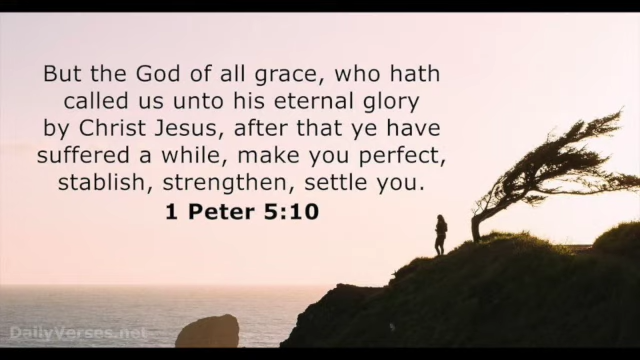 But the God of all grace, who hath
called us unto his eternal glory
by Christ Jesus, after that ye have
suffered a while, make you perfect,
stablish, strengthen, settle you.
1 Peter 5:10
DailyVerses.net